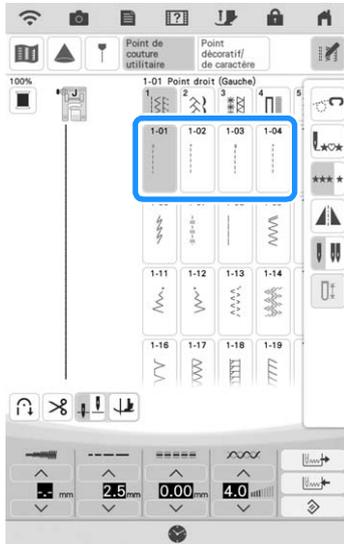 Point de
couture
utilitaire
Point
décoratif/
de caractère
100%
1-01 Point droit (Gauche)
J
1 2 3 4 5
1-01 1-02 1-03 1-04
1-11 1-12 1-13 1-14
1-16 1-17 1-18 1-19
-.- mm 2.5 mm 0.00 mm 4.0